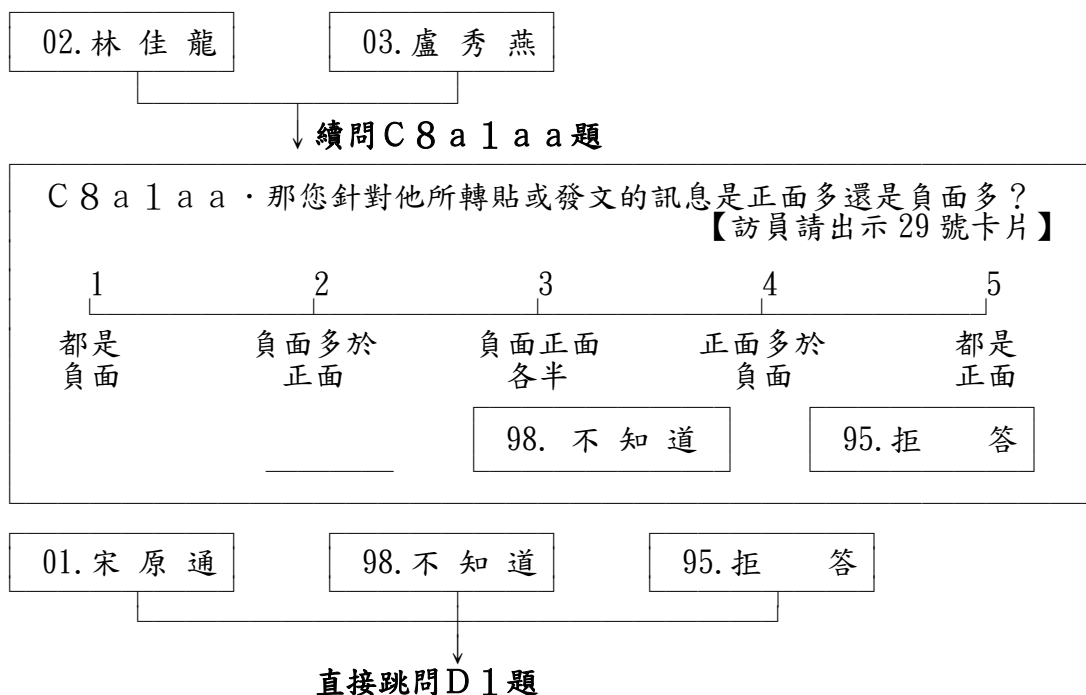 02.林 佳 龍 03.盧 秀 燕
續問Ｃ８ａ１ａａ題
Ｃ８ａ１ａａ．那您針對他所轉貼或發文的訊息是正面多還是負面多？
【訪員請出示 29 號卡片】
1 2 3 4 5
都是 負面多於 負面正面 正面多於 都是
負面 正面 各半 負面 正面
98. 不 知 道 95.拒 答
01.宋 原 通 98.不 知 道 95.拒 答
直接跳問Ｄ１題